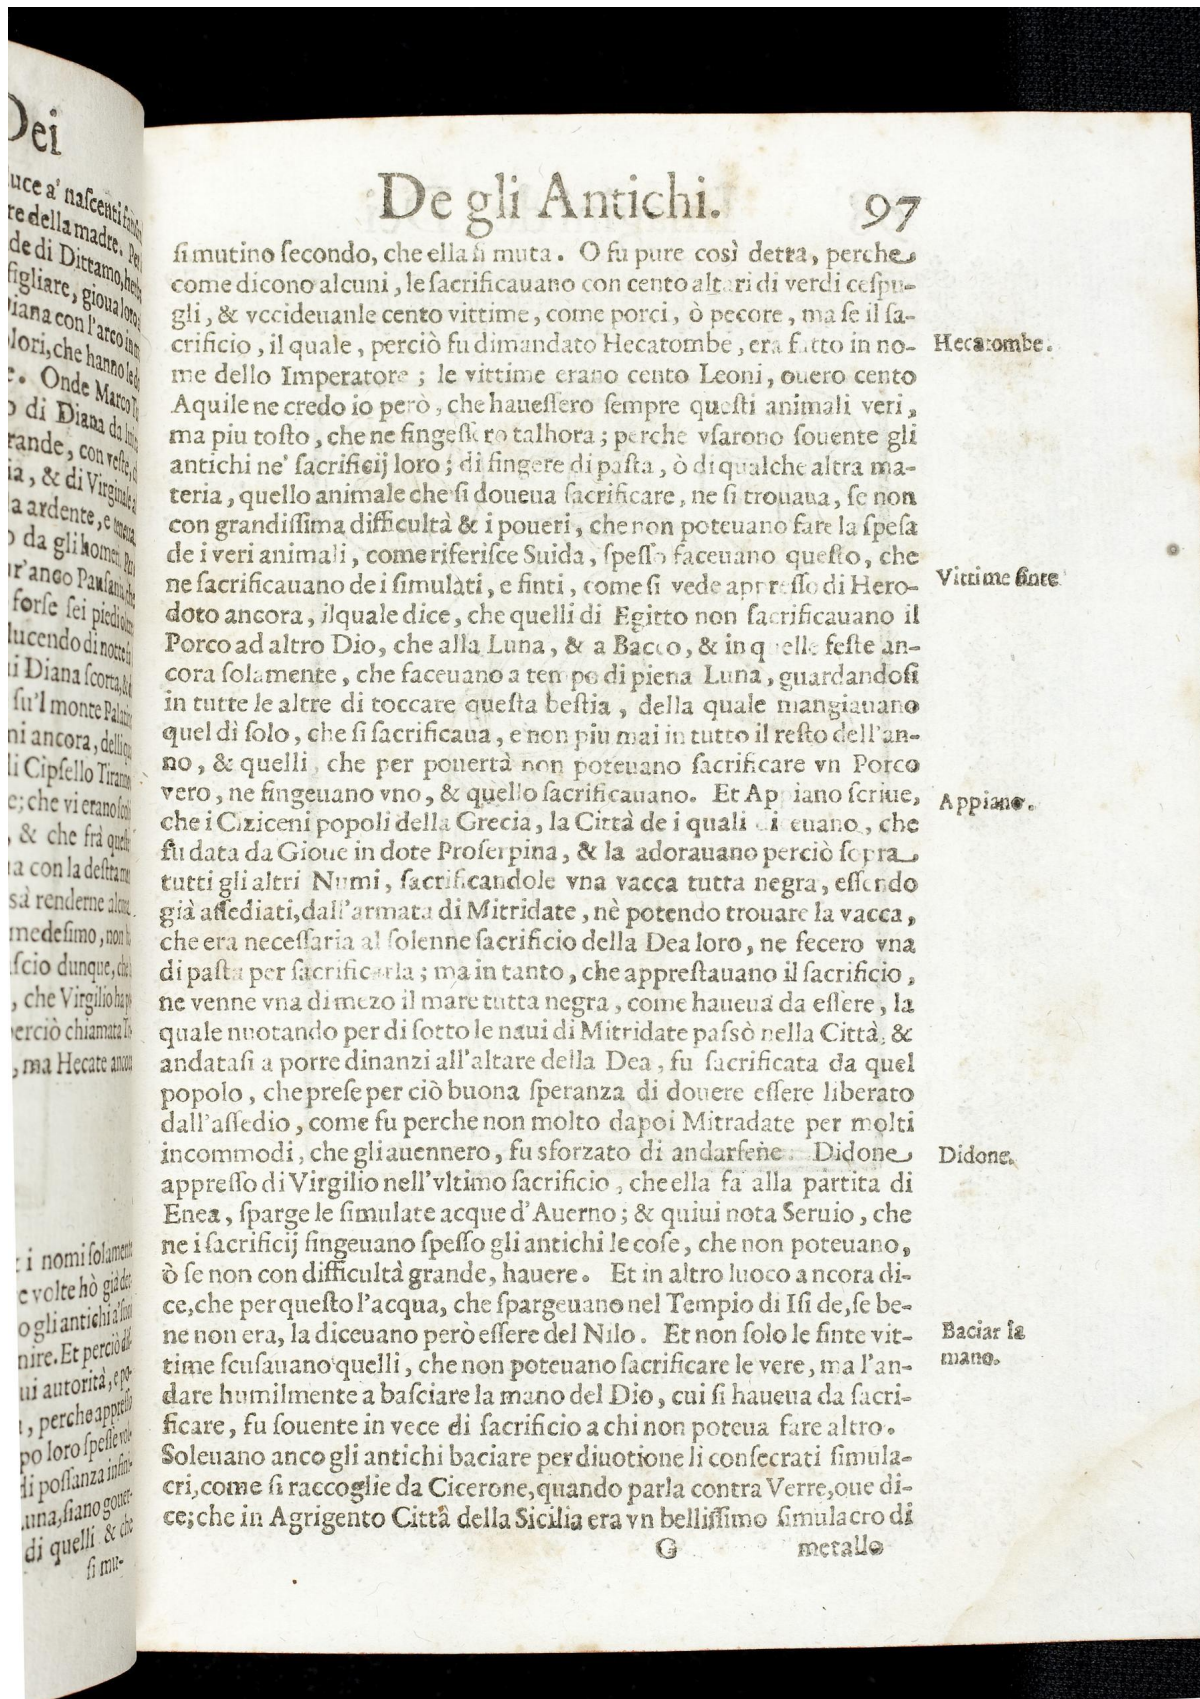 De gli Antichi. 97
si mutino secondo, che ella si muta. O fu pure così detta, perche
come dicono alcuni, le sacrificauano con cento altari di verdi cespu-
gli, & vccideuanle cento vittime, come porci, ò pecore, ma se il sa-
crificio, il quale, perciò fu dimandato Hecatombe, era fatto in no-
Hecatombe.
me dello Imperatore; le vittime erano cento Leoni, ouero cento
Aquile ne credo io però, che hauessero sempre questi animali veri,
ma piu tosto, che ne fingessero talhora; perche vsarono souente gli
antichi ne' sacrificij loro; di fingere di pasta, ò di qualche altra ma-
teria, quello animale che si doueua sacrificare, ne si trouaua, se non
con grandissima difficultà & i poueri, che non poteuano fare la spesa
de i veri animali, come riferisce Suida, spesso faceuano questo, che
ne sacrificauano de i simulati, e finti, come si vede appresso di Hero-
Vittime finte
doto ancora, ilquale dice, che quelli di Egitto non sacrificauano il
Porco ad altro Dio, che alla Luna, & a Bacco, & in quelle feste an-
cora solamente, che faceuano a tempo di piena Luna, guardandosi
in tutte le altre di toccare questa bestia, della quale mangiauano
quel dì solo, che si sacrificaua, e non piu mai in tutto il resto dell'an-
no, & quelli, che per pouertà non poteuano sacrificare vn Porco
vero, ne fingeuano vno, & quello sacrificauano. Et Appiano scriue,
Appiano.
che i Ciziceni popoli della Grecia, la Città de i quali diceuano, che
fu data da Gioue in dote Proserpina, & la adorauano perciò sopra
tutti gli altri Numi, sacrificandole vna vacca tutta negra, essendo
già assediati, dall'armata di Mitridate, nè potendo trouare la vacca,
che era necessaria al solenne sacrificio della Dea loro, ne fecero vna
di pasta per sacrificarla; ma in tanto, che apprestauano il sacrificio,
ne venne vna di mezo il mare tutta negra, come haueua da essere, la
quale nuotando per di sotto le naui di Mitridate passò nella Città, &
andatasi a porre dinanzi all'altare della Dea, fu sacrificata da quel
popolo, che prese per ciò buona speranza di douere essere liberato
dall'assedio, come fu perche non molto dapoi Mitradate per molti
incommodi, che gli auennero, fu sforzato di andarsene. Didone
Didone.
appresso di Virgilio nell'vltimo sacrificio, che ella fa alla partita di
Enea, sparge le simulate acque d'Auerno; & quiui nota Seruio, che
ne i sacrificij fingeuano spesso gli antichi le cose, che non poteuano,
ò se non con difficultà grande, hauere. Et in altro luoco ancora di-
ce, che per questo l'acqua, che spargeuano nel Tempio di Iside, se be-
ne non era, la diceuano però essere del Nilo. Et non solo le finte vit-
Baciar la
time scusauano quelli, che non poteuano sacrificare le vere, ma l'an-
mano.
dare humilmente a basciare la mano del Dio, cui si haueua da sacri-
ficare, fu souente in vece di sacrificio a chi non poteua fare altro.
Soleuano anco gli antichi baciare per diuotione li consecrati simula-
cri, come si raccoglie da Cicerone, quando parla contra Verre, oue di-
ce; che in Agrigento Città della Sicilia era vn bellissimo simulacro di
G metallo